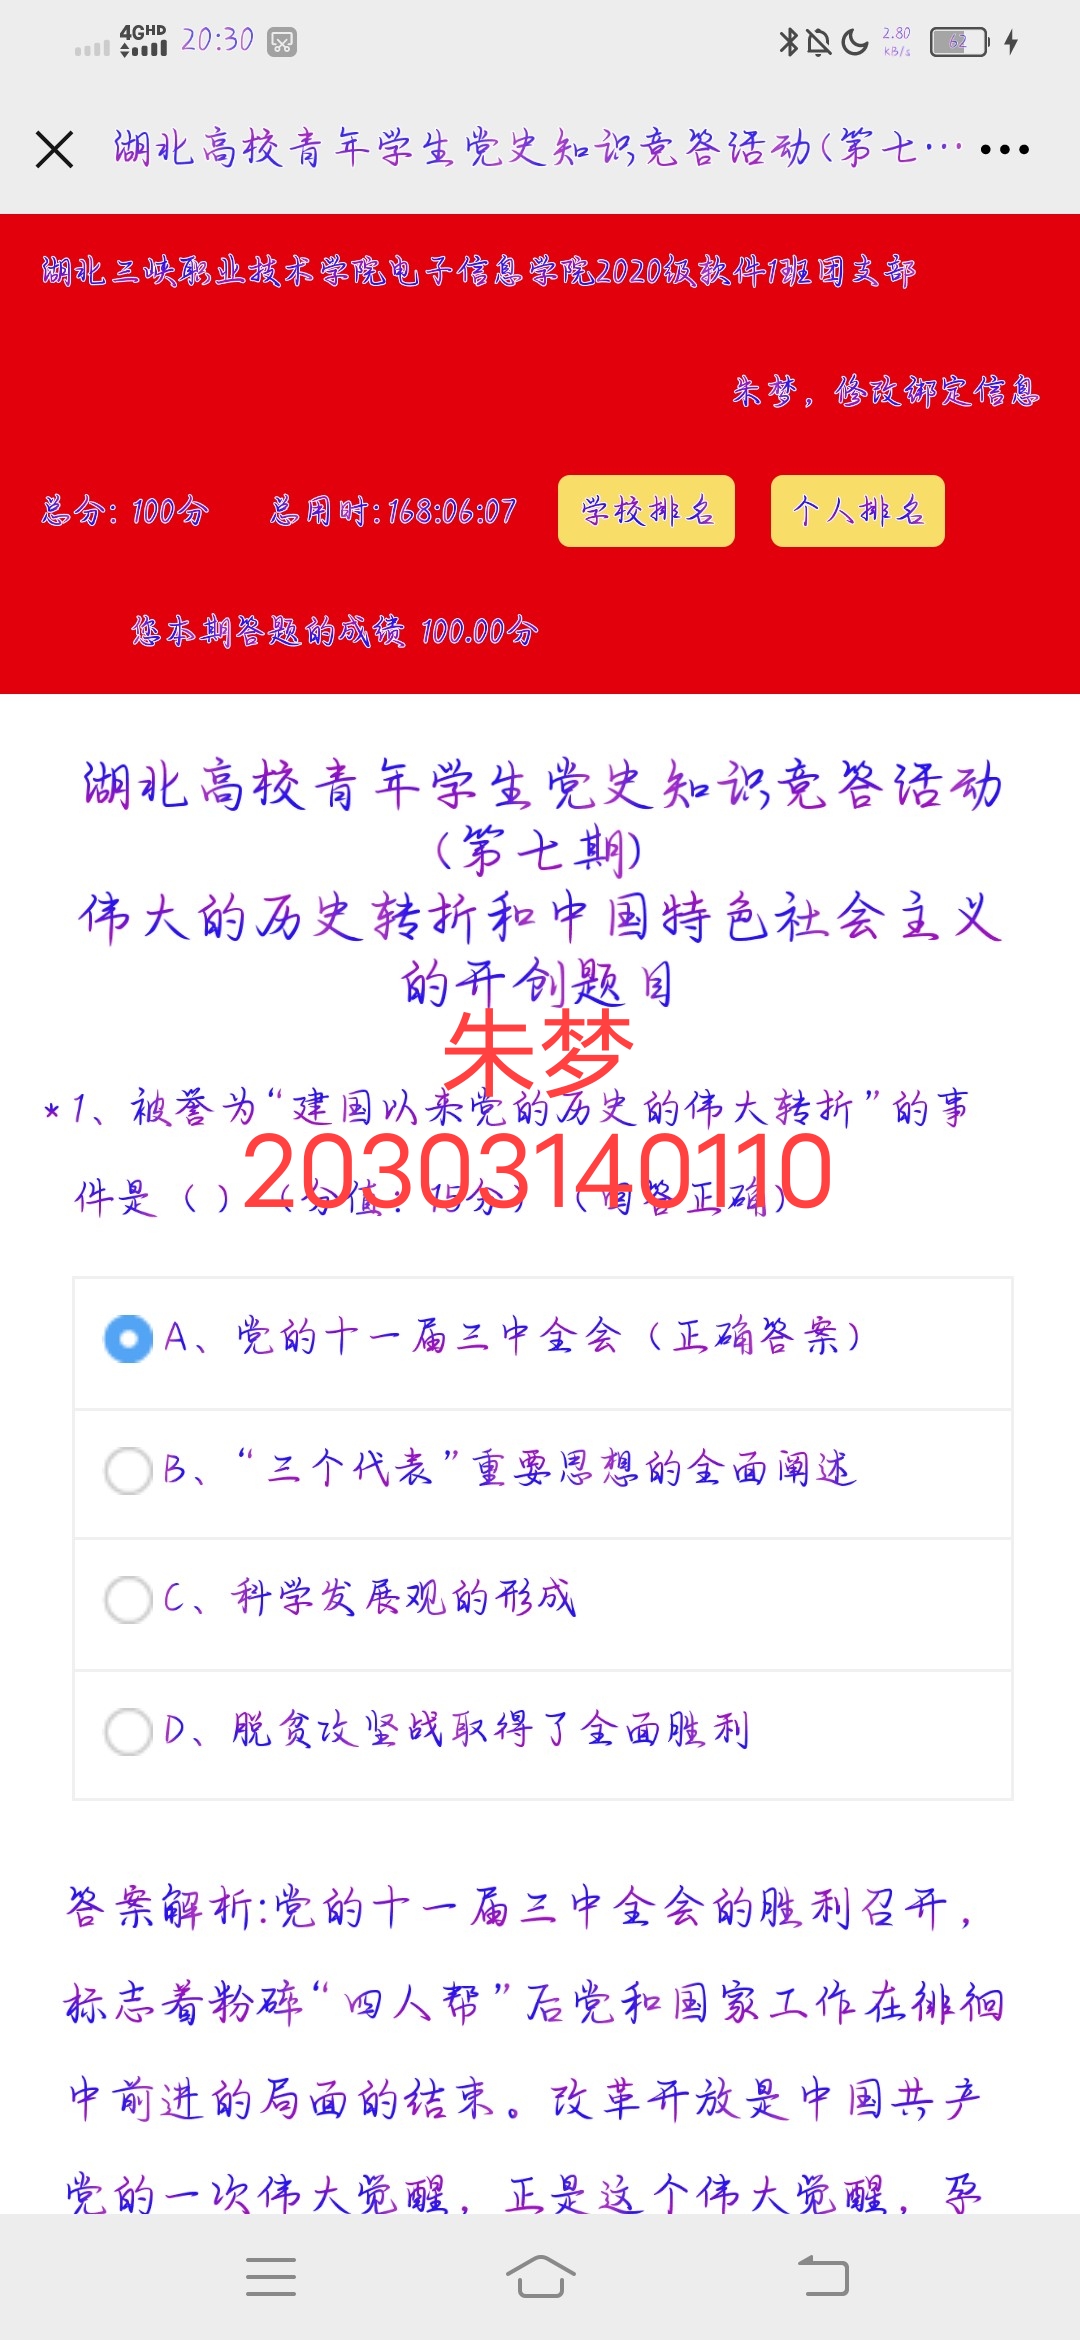 4GHD 20:30 2.80 KB/s 62
湖北高校青年学生党史知识竞答活动(第七…
湖北三峡职业技术学院电子信息学院2020级软件1班团支部
朱梦，修改绑定信息
总分: 100分 总用时:168:06:07 学校排名 个人排名
您本期答题的成绩 100.00分
湖北高校青年学生党史知识竞答活动
(第七期)
伟大的历史转折和中国特色社会主义
的开创题目
朱梦
*1、被誉为“建国以来党的历史的伟大转折”的事
20303140110
件是（ ）（分值：15分）（回答正确）
A、党的十一届三中全会（正确答案）
B、“三个代表”重要思想的全面阐述
C、科学发展观的形成
D、脱贫攻坚战取得了全面胜利
答案解析:党的十一届三中全会的胜利召开，
标志着粉碎“四人帮”后党和国家工作在徘徊
中前进的局面的结束。改革开放是中国共产
党的一次伟大觉醒，正是这个伟大觉醒，孕